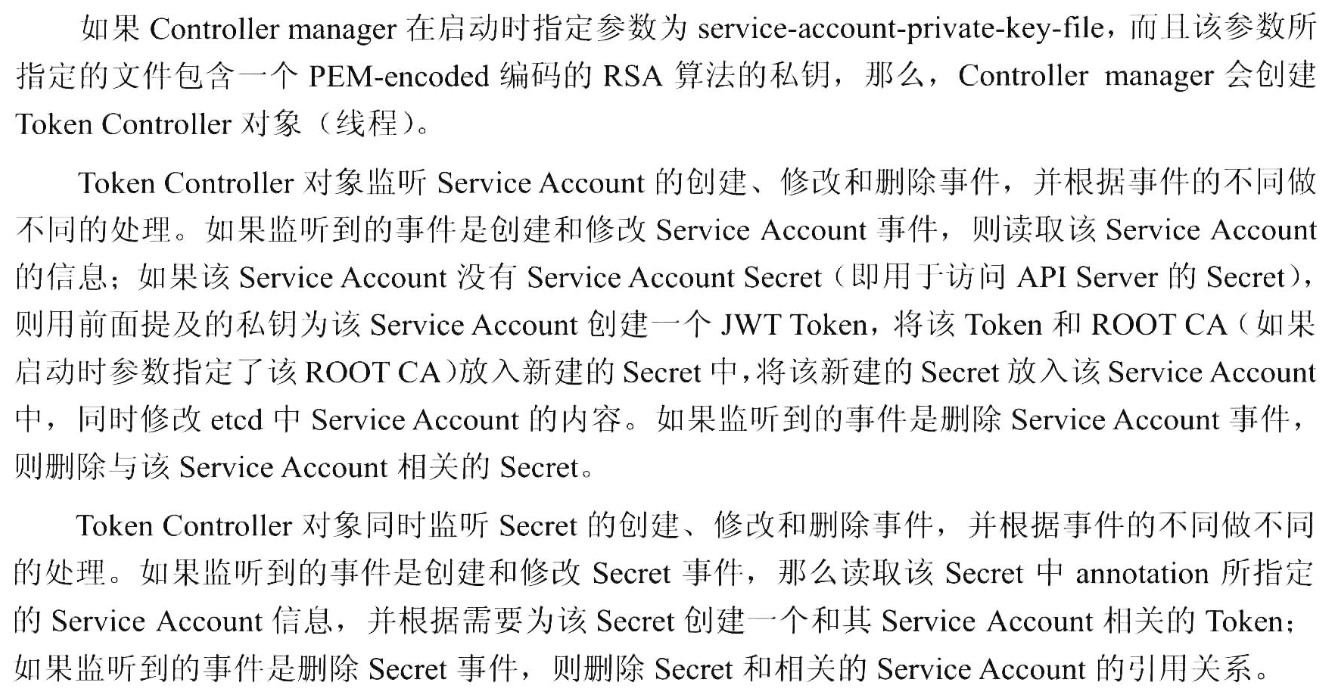 如果 Controller manager 在启动时指定参数为 service-account-private-key-file，而且该参数所
指定的文件包含一个 PEM-encoded 编码的 RSA 算法的私钥，那么，Controller manager 会创建
Token Controller 对象（线程）。
Token Controller 对象监听 Service Account 的创建、修改和删除事件，并根据事件的不同做
不同的处理。如果监听到的事件是创建和修改 Service Account 事件，则读取该 Service Account
的信息；如果该 Service Account 没有 Service Account Secret（即用于访问 API Server 的 Secret），
则用前面提及的私钥为该 Service Account 创建一个 JWT Token，将该 Token 和 ROOT CA（如果
启动时参数指定了该 ROOT CA）放入新建的 Secret 中，将该新建的 Secret 放入该 Service Account
中，同时修改 etcd 中 Service Account 的内容。如果监听到的事件是删除 Service Account 事件，
则删除与该 Service Account 相关的 Secret。
Token Controller 对象同时监听 Secret 的创建、修改和删除事件，并根据事件的不同做不同
的处理。如果监听到的事件是创建和修改 Secret 事件，那么读取该 Secret 中 annotation 所指定
的 Service Account 信息，并根据需要为该 Secret 创建一个和其 Service Account 相关的 Token；
如果监听到的事件是删除 Secret 事件，则删除 Secret 和相关的 Service Account 的引用关系。